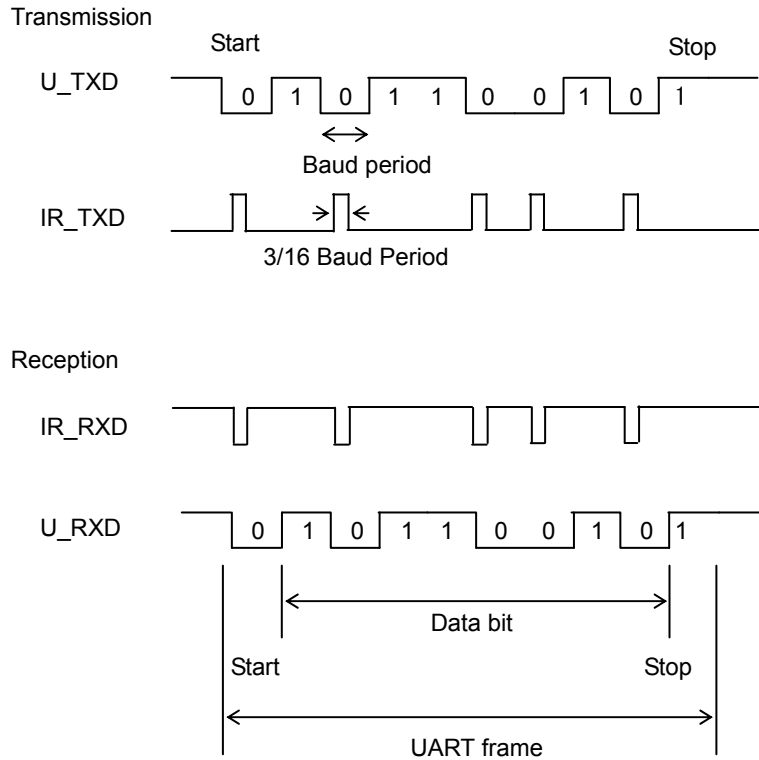 Transmission
Start
Stop
U_TXD
0 1 0 1 1 0 0 1 0 1
Baud period
IR_TXD
3/16 Baud Period
Reception
IR_RXD
U_RXD
0 1 0 1 1 0 0 1 0 1
Data bit
Start
Stop
UART frame